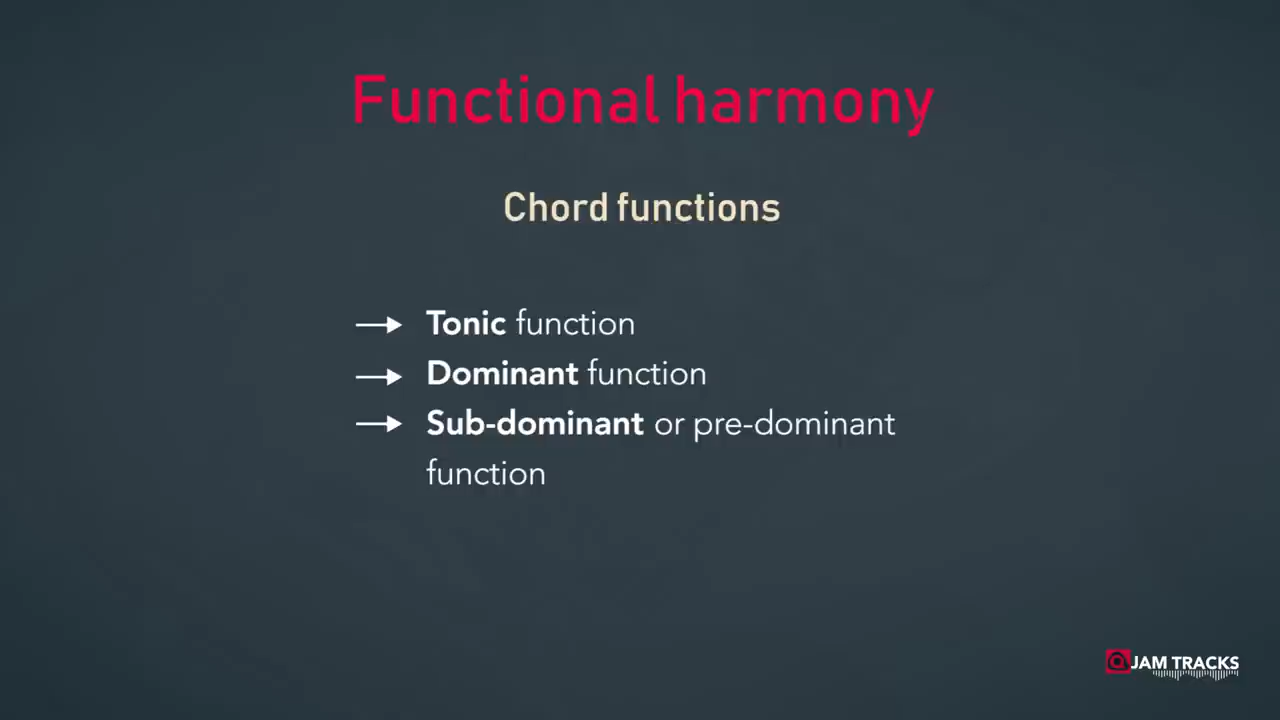 Functional harmony
Chord functions
Tonic function
Dominant function
Sub-dominant or pre-dominant
function
JAM TRACKS